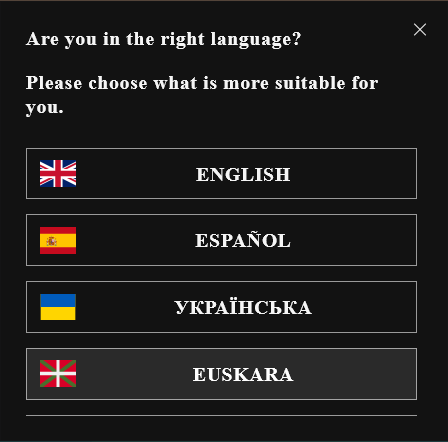 Are you in the right language?
Please choose what is more suitable for
you.
ENGLISH
ESPAÑOL
УКРАЇНСЬКА
EUSKARA